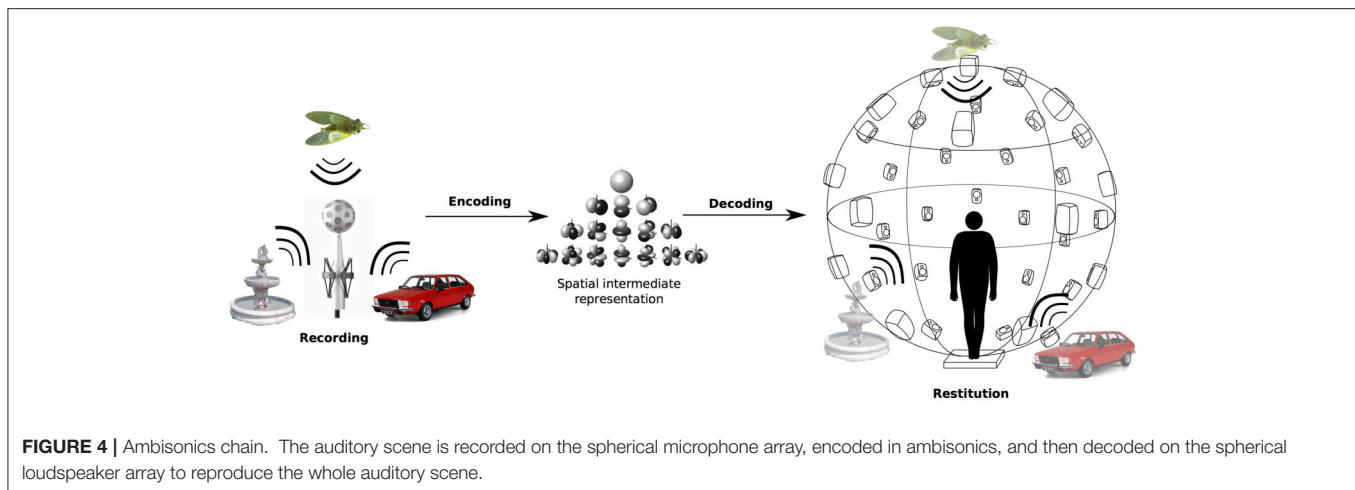 Encoding
Decoding
Spatial intermediate
representation
Recording
Restitution
FIGURE 4 | Ambisonics chain. The auditory scene is recorded on the spherical microphone array, encoded in ambisonics, and then decoded on the spherical
loudspeaker array to reproduce the whole auditory scene.